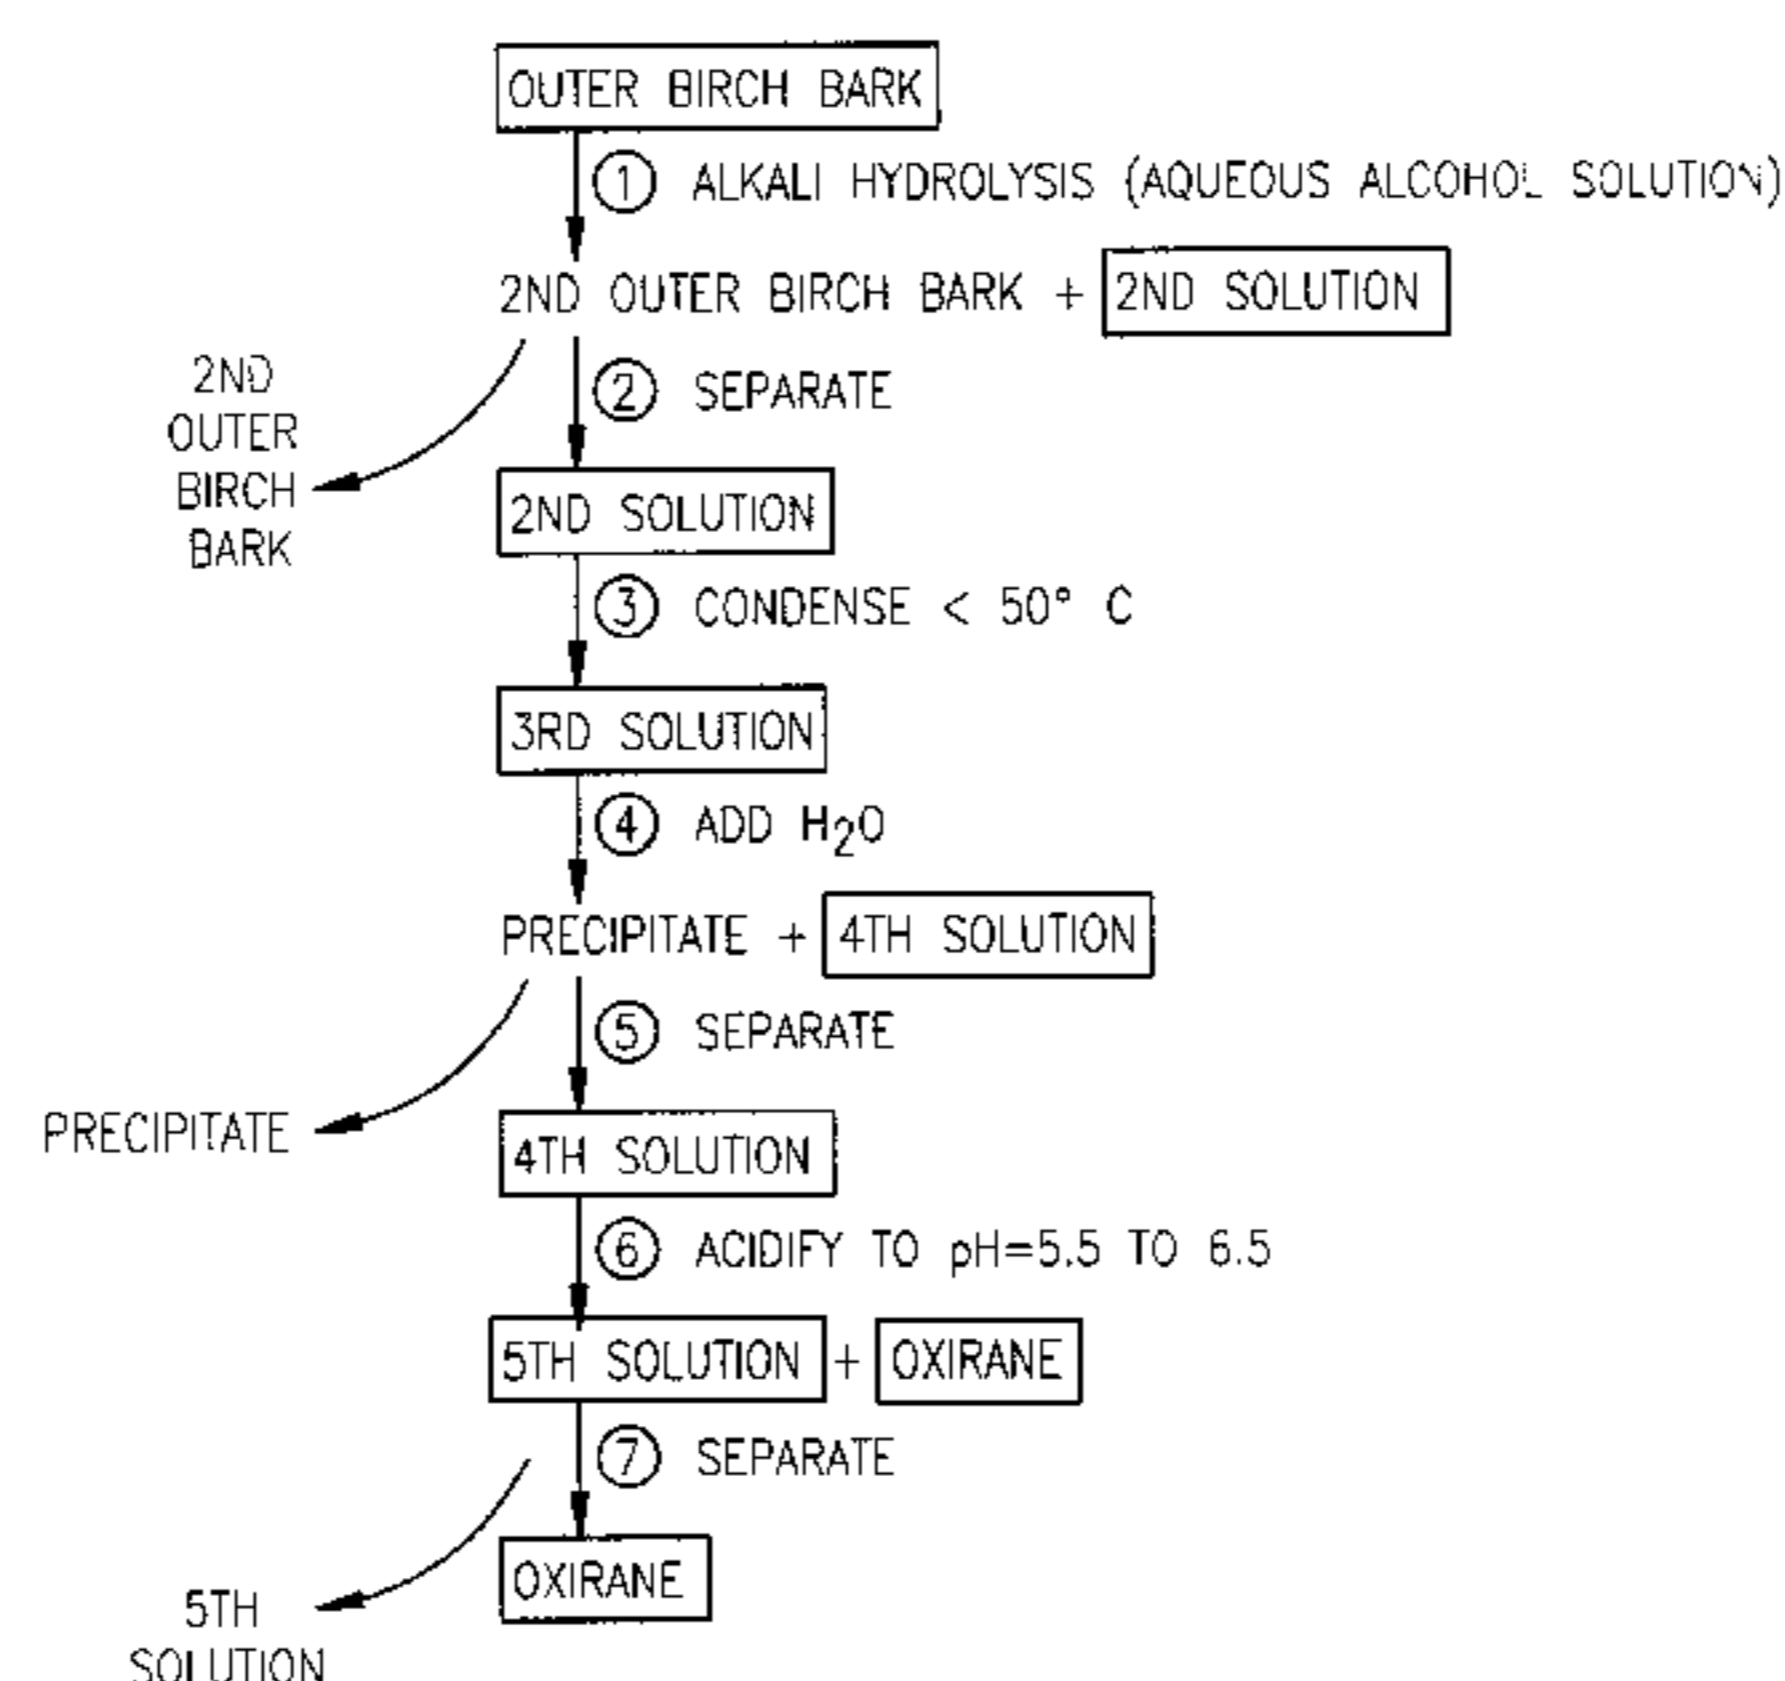 OUTER BIRCH BARK
① ALKALI HYDROLYSIS (AQUEOUS ALCOHOL SOLUTION)
2ND OUTER BIRCH BARK + 2ND SOLUTION
2ND
OUTER
BIRCH
BARK
② SEPARATE
2ND SOLUTION
③ CONDENSE < 50° C
3RD SOLUTION
④ ADD H₂O
PRECIPITATE + 4TH SOLUTION
⑤ SEPARATE
PRECIPITATE
4TH SOLUTION
⑥ ACIDIFY TO pH=5.5 TO 6.5
5TH SOLUTION + OXIRANE
⑦ SEPARATE
OXIRANE
5TH
SOLUTION